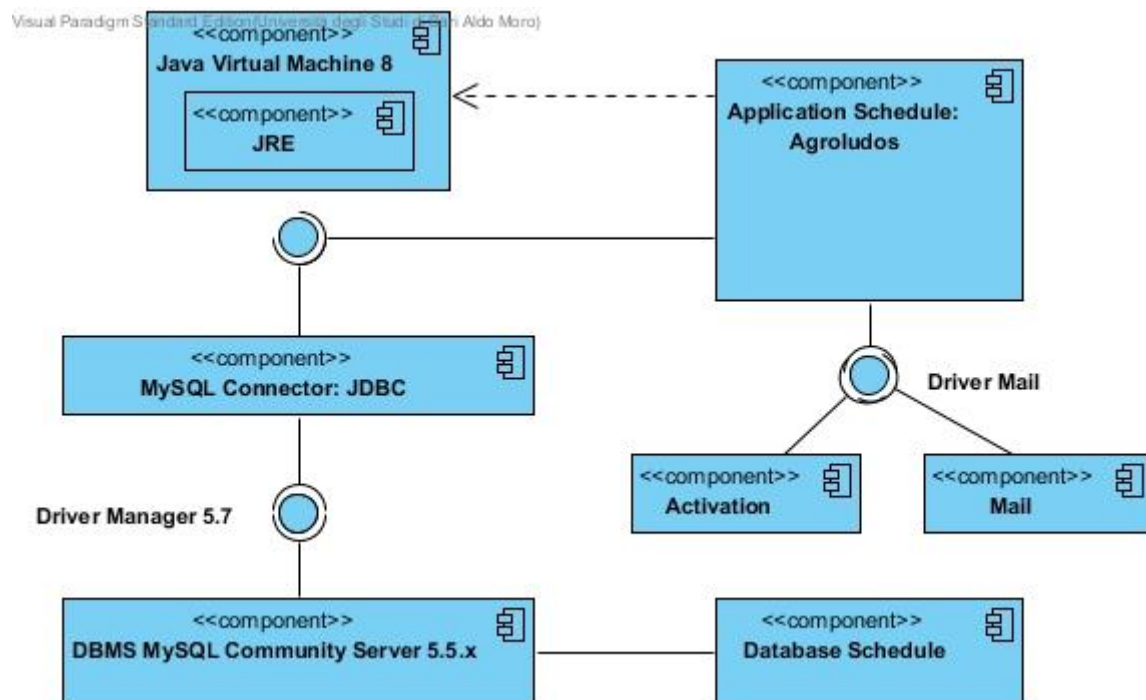 Visual Paradigm Standard Edition(Università degli Studi di Bari Aldo Moro)
<<component>>
Java Virtual Machine 8
<<component>>
JRE
<<component>>
Application Schedule:
Agroludos
<<component>>
MySQL Connector: JDBC
Driver Mail
<<component>>
Activation
<<component>>
Mail
Driver Manager 5.7
<<component>>
DBMS MySQL Community Server 5.5.x
<<component>>
Database Schedule